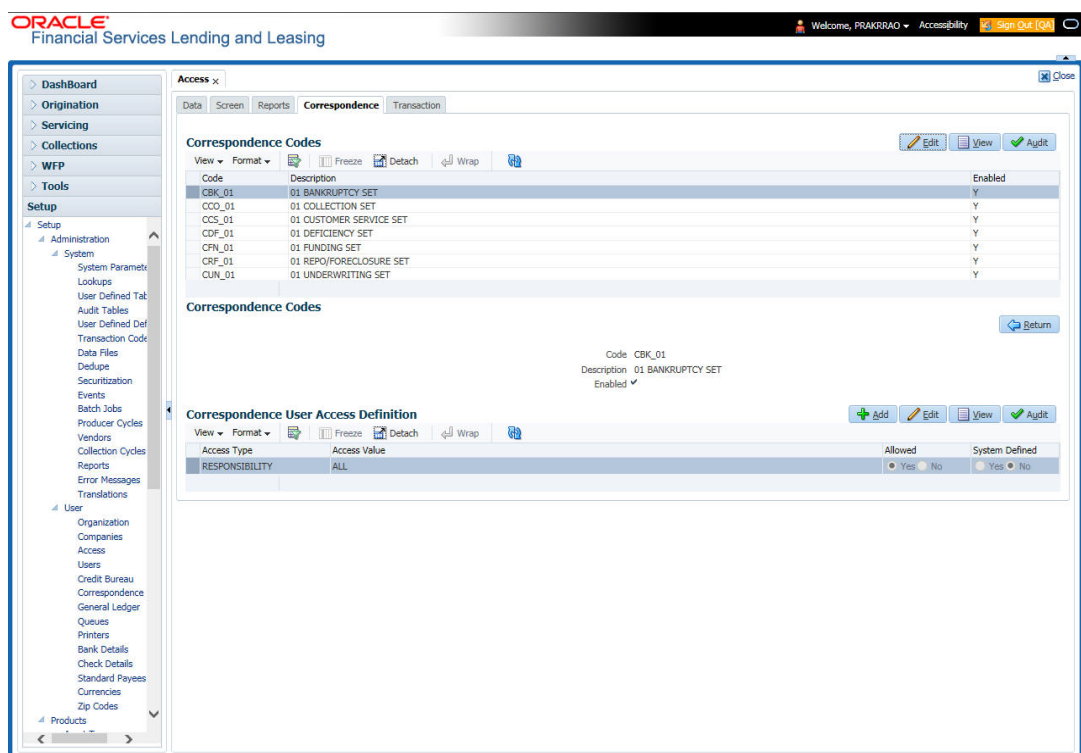 ORACLE
Financial Services Lending and Leasing
Welcome, PRAKRRAO Accessibility Sign Out [QA]
Close
DashBoard
Origination
Servicing
Collections
WFP
Tools
Setup
Setup
Administration
System
System Paramete
Lookups
User Defined Tab
Audit Tables
User Defined Def
Transaction Code
Data Files
Dedupe
Securitization
Events
Batch Jobs
Producer Cycles
Vendors
Collection Cycles
Reports
Error Messages
Translations
User
Organization
Companies
Access
Users
Credit Bureau
Correspondence
General Ledger
Queues
Printers
Bank Details
Check Details
Standard Payees
Currencies
Zip Codes
Products
Access
Data Screen Reports Correspondence Transaction
Correspondence Codes
Edit View Audit
View Format Freeze Detach Wrap
Code Description Enabled
CBK_01 01 BANKRUPTCY SET Y
CCO_01 01 COLLECTION SET Y
CCS_01 01 CUSTOMER SERVICE SET Y
CDF_01 01 DEFICIENCY SET Y
CFN_01 01 FUNDING SET Y
CRF_01 01 REPO/FORECLOSURE SET Y
CUN_01 01 UNDERWRITING SET Y
Correspondence Codes
Return
Code CBK_01
Description 01 BANKRUPTCY SET
Enabled
Correspondence User Access Definition
Add Edit View Audit
View Format Freeze Detach Wrap
Access Type Access Value Allowed System Defined
RESPONSIBILITY ALL Yes No Yes No